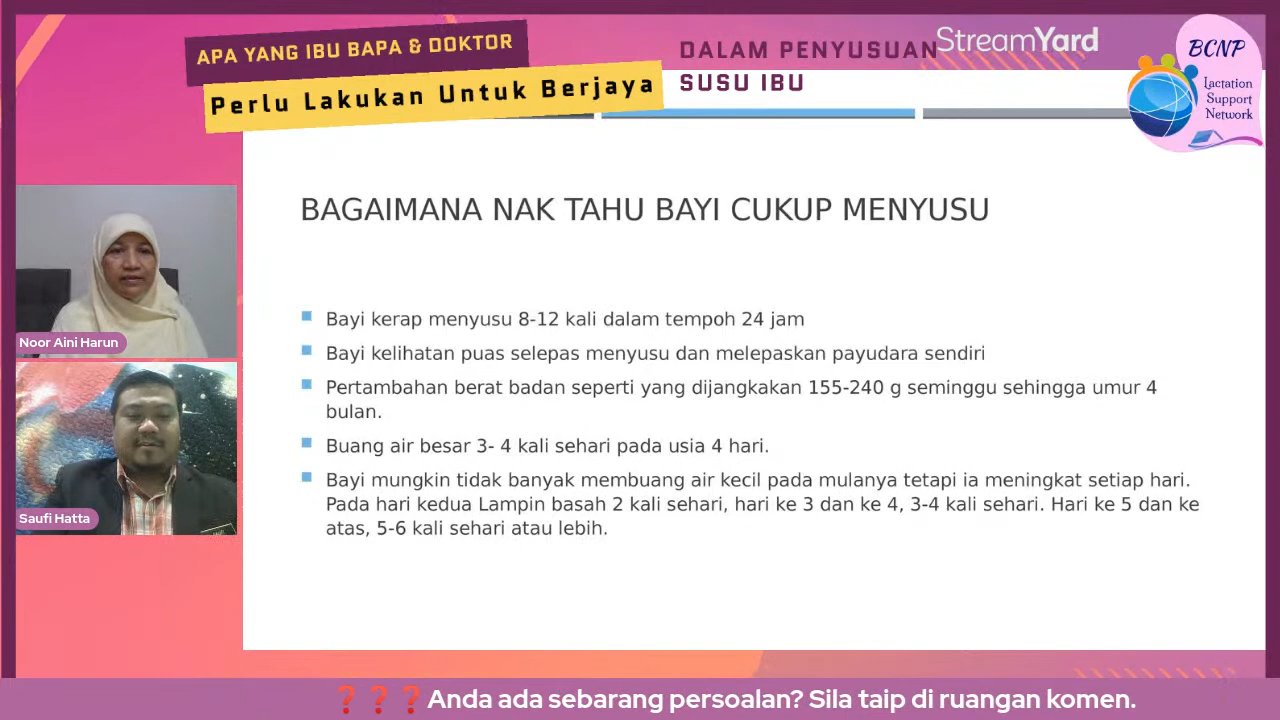 APA YANG IBU BAPA & DOKTOR
Perlu Lakukan Untuk Berjaya
DALAM PENYUSUAN
SUSU IBU
StreamYard
BCNP
Lactation
Support
Network
BAGAIMANA NAK TAHU BAYI CUKUP MENYUSU
Bayi kerap menyusu 8-12 kali dalam tempoh 24 jam
Bayi kelihatan puas selepas menyusu dan melepaskan payudara sendiri
Pertambahan berat badan seperti yang dijangkakan 155-240 g seminggu sehingga umur 4
bulan.
Buang air besar 3- 4 kali sehari pada usia 4 hari.
Bayi mungkin tidak banyak membuang air kecil pada mulanya tetapi ia meningkat setiap hari.
Pada hari kedua Lampin basah 2 kali sehari, hari ke 3 dan ke 4, 3-4 kali sehari. Hari ke 5 dan ke
atas, 5-6 kali sehari atau lebih.
Noor Aini Harun
Saufi Hatta
❓❓❓Anda ada sebarang persoalan? Sila taip di ruangan komen.